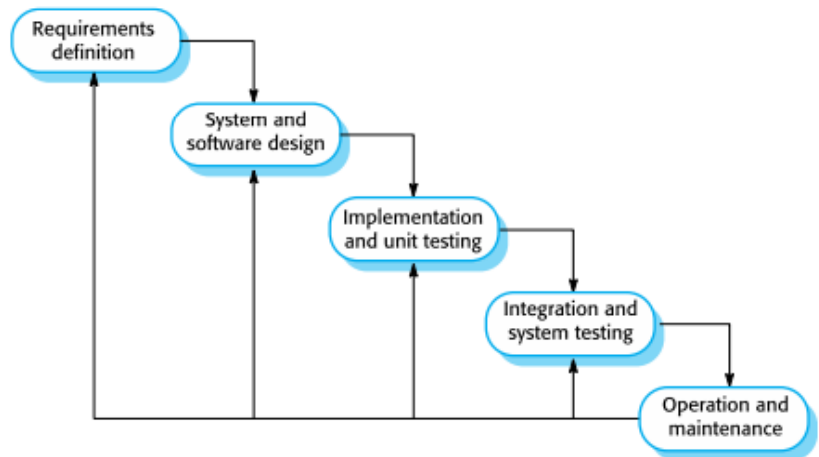 Requirements
definition
System and
software design
Implementation
and unit testing
Integration and
system testing
Operation and
maintenance